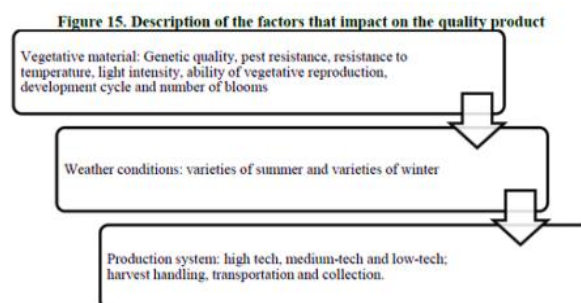 Figure 15. Description of the factors that impact on the quality product
Vegetative material: Genetic quality, pest resistance, resistance to
temperature, light intensity, ability of vegetative reproduction,
development cycle and number of blooms
Weather conditions: varieties of summer and varieties of winter
Production system: high tech, medium-tech and low-tech;
harvest handling, transportation and collection.